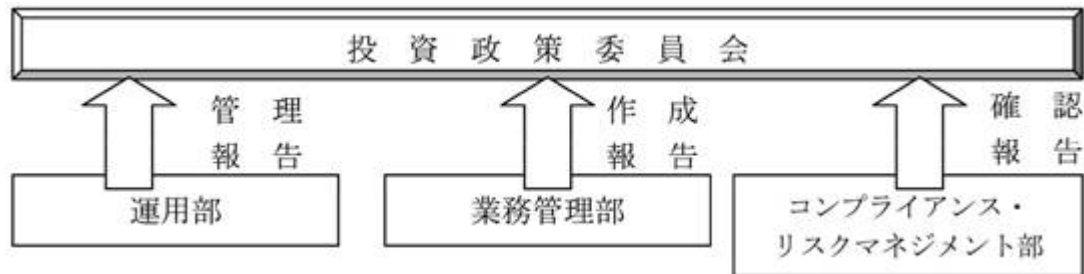 投資政策委員会
管理
報告
作成
報告
確認
報告
運用部
業務管理部
コンプライアンス・
リスクマネジメント部